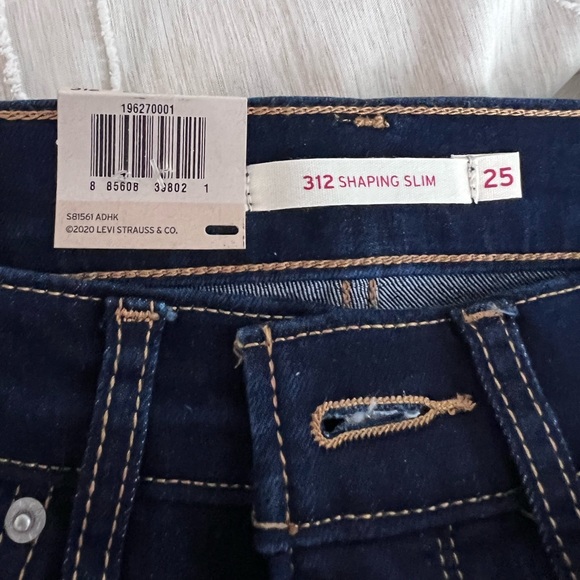 196270001
8 85608 39802 1
S81561 ADHK
©2020 LEVI STRAUSS & CO.
312 SHAPING SLIM
25